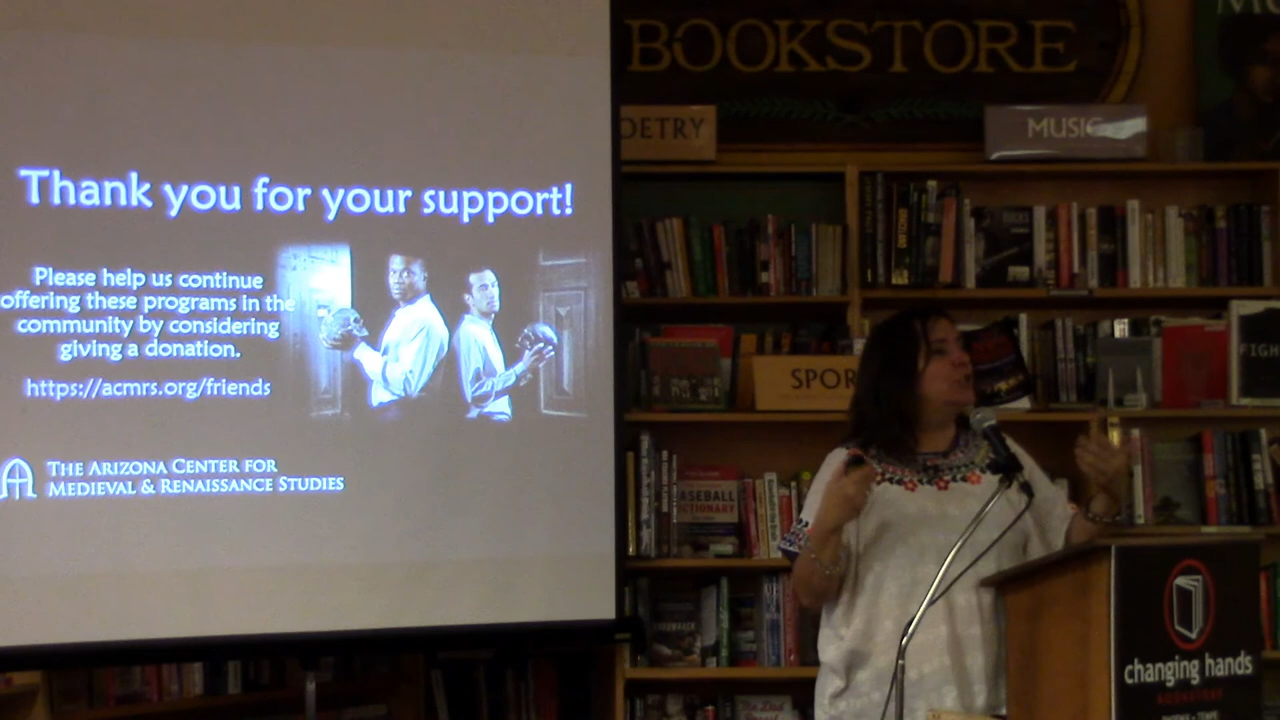 Thank you for your support!
Please help us continue
offering these programs in the
community by considering
giving a donation.
https://acmrs.org/friends
THE ARIZONA CENTER FOR
MEDIEVAL & RENAISSANCE STUDIES
BOOKSTORE
OETRY
MUSIC
SPOR
FIGH
BASEBALL
DICTIONARY
changing hands